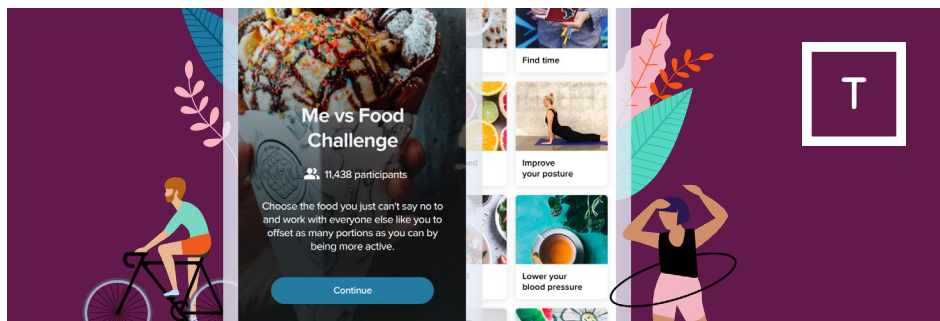 Me vs Food
Challenge
11,438 participants
Choose the food you just can't say no to
and work with everyone else like you to
offset as many portions as you can by
being more active.
Continue
Find time
Improve
your posture
Lower your
blood pressure
T